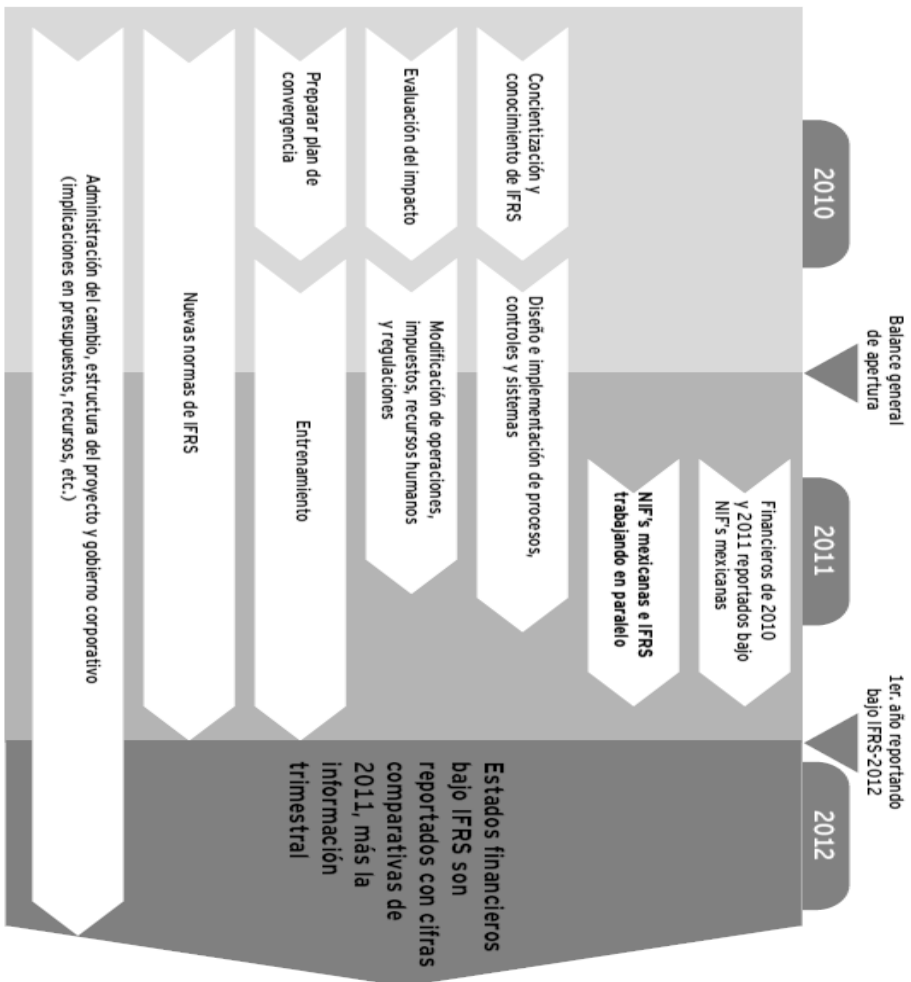 Balance general
de apertura
1er. año reportando
bajo IFRS-2012
2010
2011
2012
Financieros de 2010
y 2011 reportados bajo
NIF's mexicanas
NIF's mexicanas e IFRS
trabajando en paralelo
Concientización y
conocimiento de IFRS
Diseño e implementación de procesos,
controles y sistemas
Evaluación del impacto
Modificación de operaciones,
impuestos, recursos humanos
y regulaciones
Preparar plan de
convergencia
Entrenamiento
Nuevas normas de IFRS
Administración del cambio, estructura del proyecto y gobierno corporativo
(implicaciones en presupuestos, recursos, etc.)
Estados financieros
bajo IFRS son
reportados con cifras
comparativas de
2011, más la
información
trimestral